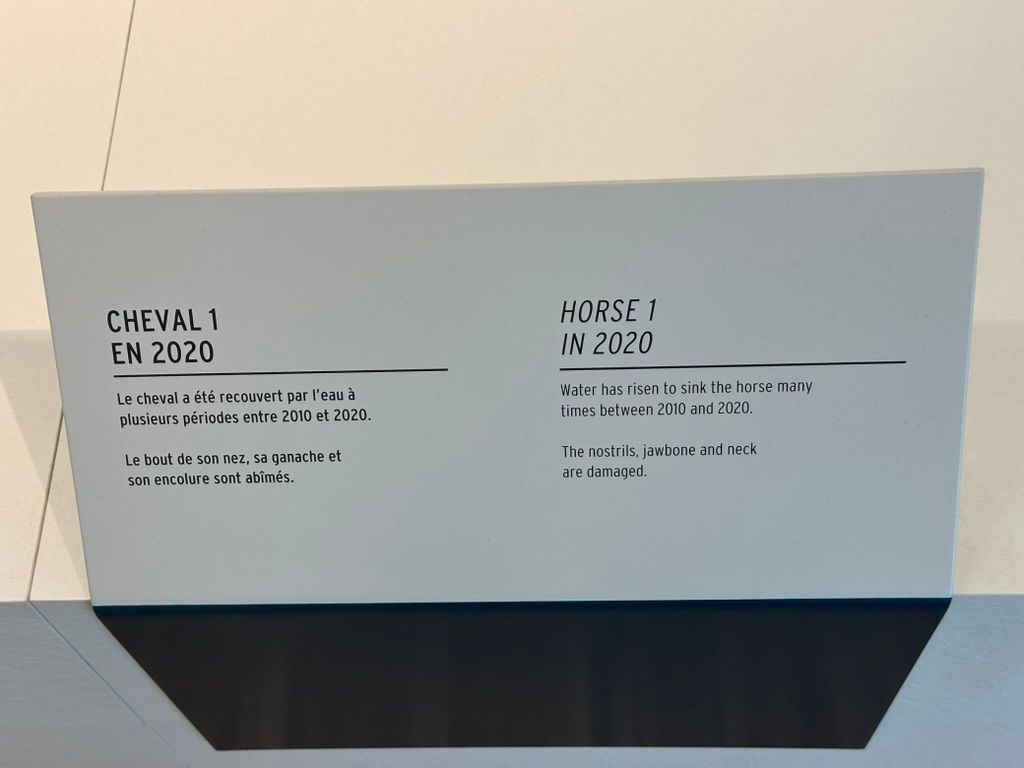 CHEVAL 1
EN 2020
Le cheval a été recouvert par l'eau à
plusieurs périodes entre 2010 et 2020.
Le bout de son nez, sa ganache et
son encolure sont abîmés.
HORSE 1
IN 2020
Water has risen to sink the horse many
times between 2010 and 2020.
The nostrils, jawbone and neck
are damaged.